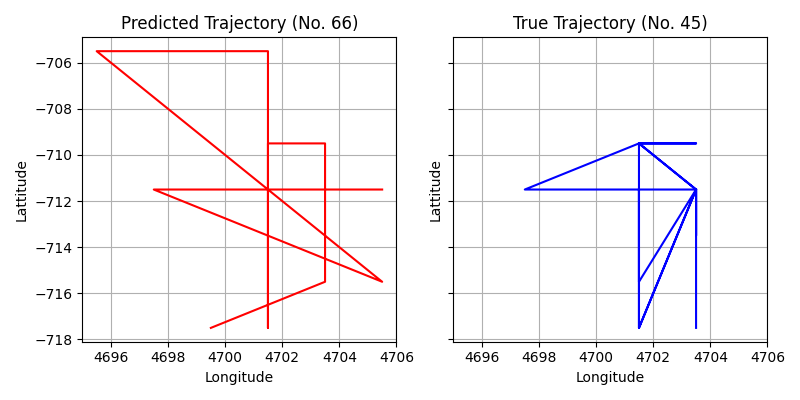 Predicted Trajectory (No. 66)
True Trajectory (No. 45)
−706
−708
−710
−712
−714
−716
−718
Lattitude
Lattitude
4696 4698 4700 4702 4704 4706
4696 4698 4700 4702 4704 4706
Longitude
Longitude